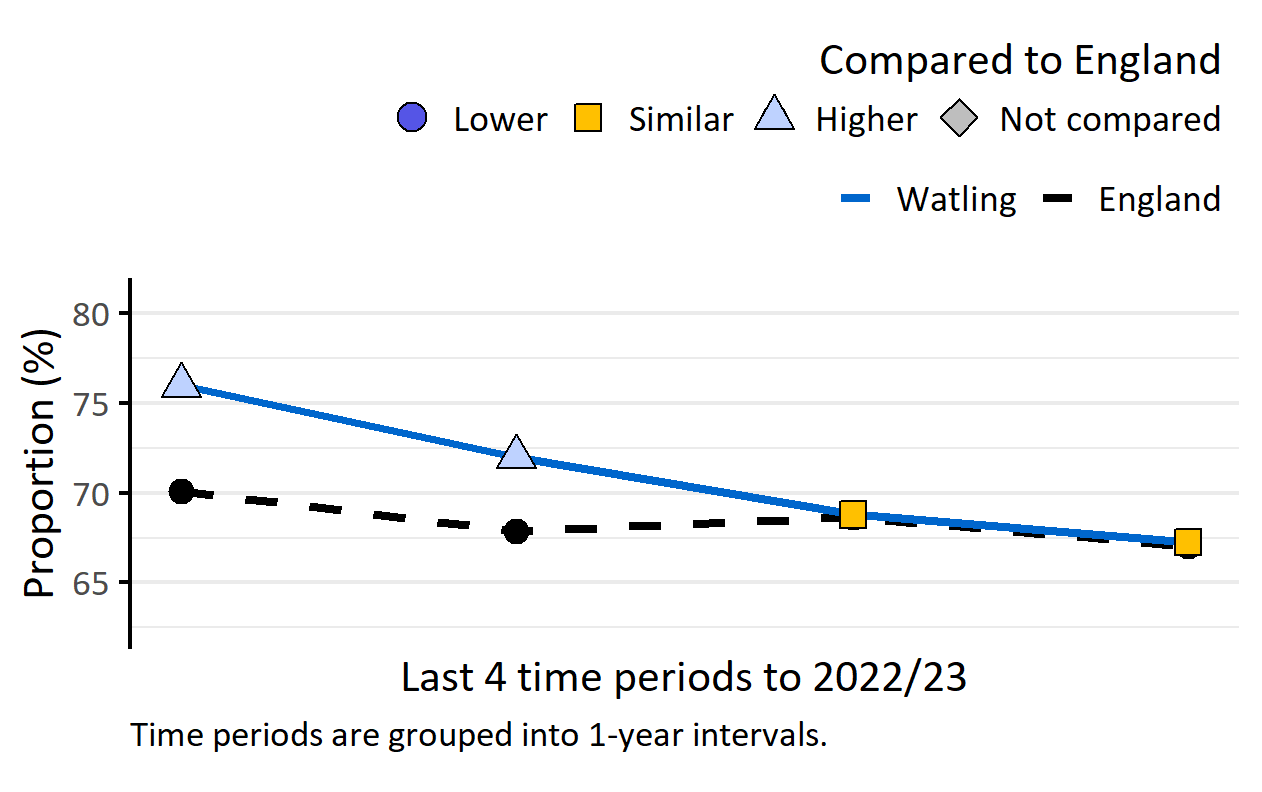 Compared to England
Lower Similar Higher Not compared
Watling England
80
75
70
65
Proportion (%)
Last 4 time periods to 2022/23
Time periods are grouped into 1-year intervals.